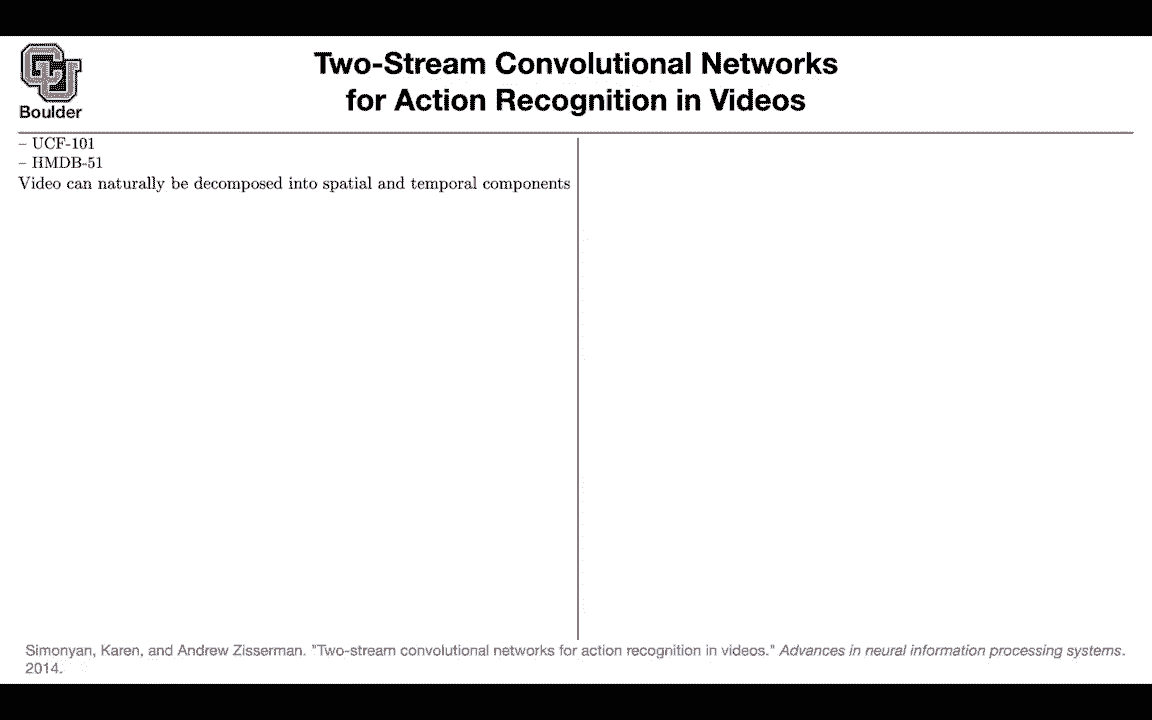 Boulder
Two-Stream Convolutional Networks
for Action Recognition in Videos
– UCF-101
– HMDB-51
Video can naturally be decomposed into spatial and temporal components
Simonyan, Karen, and Andrew Zisserman. "Two-stream convolutional networks for action recognition in videos." Advances in neural information processing systems.
2014.